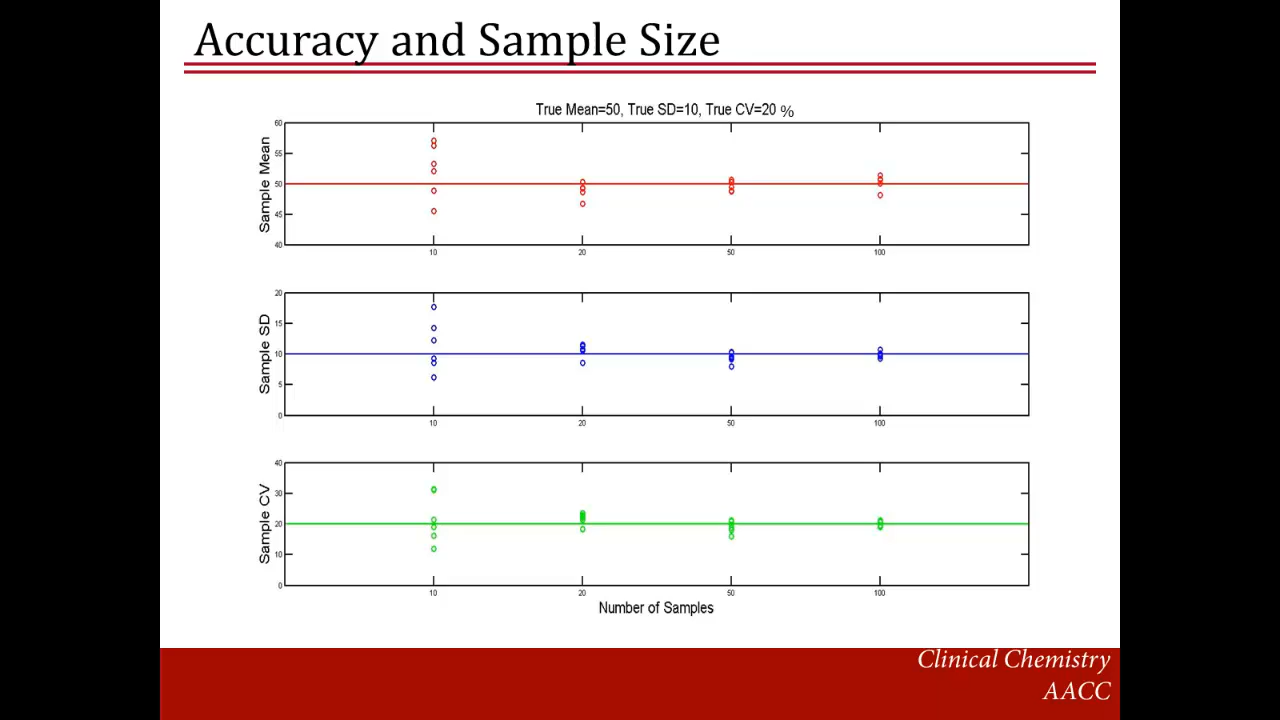 Accuracy and Sample Size
True Mean=50, True SD=10, True CV=20 %
Sample Mean
60
55
50
45
40
10 20 50 100
Sample SD
20
15
10
5
0
10 20 50 100
Sample CV
40
30
20
10
0
10 20 50 100
Number of Samples
Clinical Chemistry
AACC